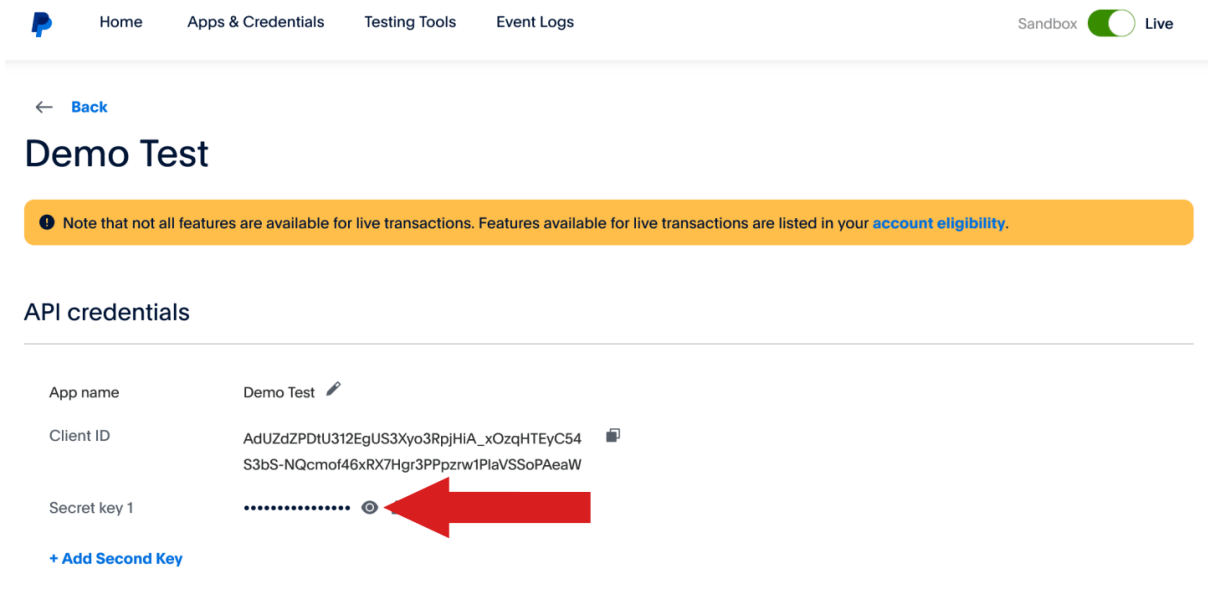 Home Apps & Credentials Testing Tools Event Logs Sandbox Live
Back
Demo Test
Note that not all features are available for live transactions. Features available for live transactions are listed in your account eligibility.
API credentials
App name Demo Test
Client ID AdUZdZPDtU312EgUS3Xyo3RpjHiA_xOzqHTEyC54
S3bS-NQcmof46xRX7Hgr3PPpzrw1PIaVSSoPAeaW
Secret key 1 ••••••••••••••••
+ Add Second Key